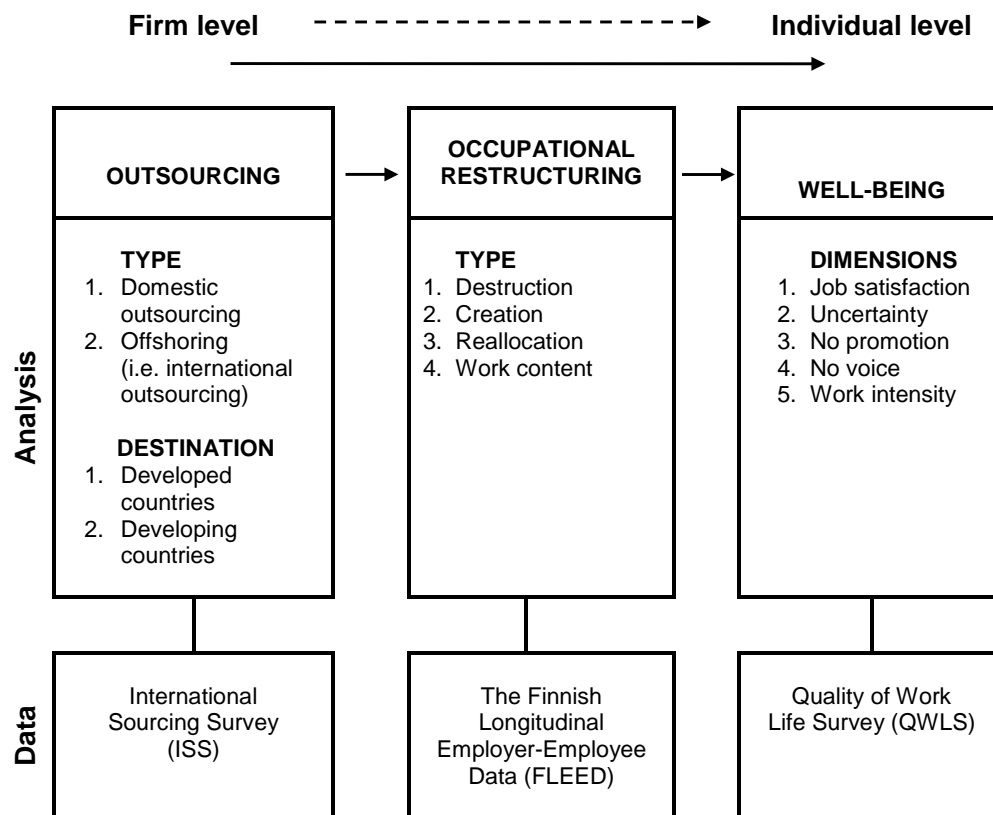 Firm level
Individual level
OUTSOURCING
OCCUPATIONAL
RESTRUCTURING
WELL-BEING
Analysis
TYPE
1. Domestic
outsourcing
2. Offshoring
(i.e. international
outsourcing)
DESTINATION
1. Developed
countries
2. Developing
countries
TYPE
1. Destruction
2. Creation
3. Reallocation
4. Work content
DIMENSIONS
1. Job satisfaction
2. Uncertainty
3. No promotion
4. No voice
5. Work intensity
Data
International
Sourcing Survey
(ISS)
The Finnish
Longitudinal
Employer-Employee
Data (FLEED)
Quality of Work
Life Survey (QWLS)